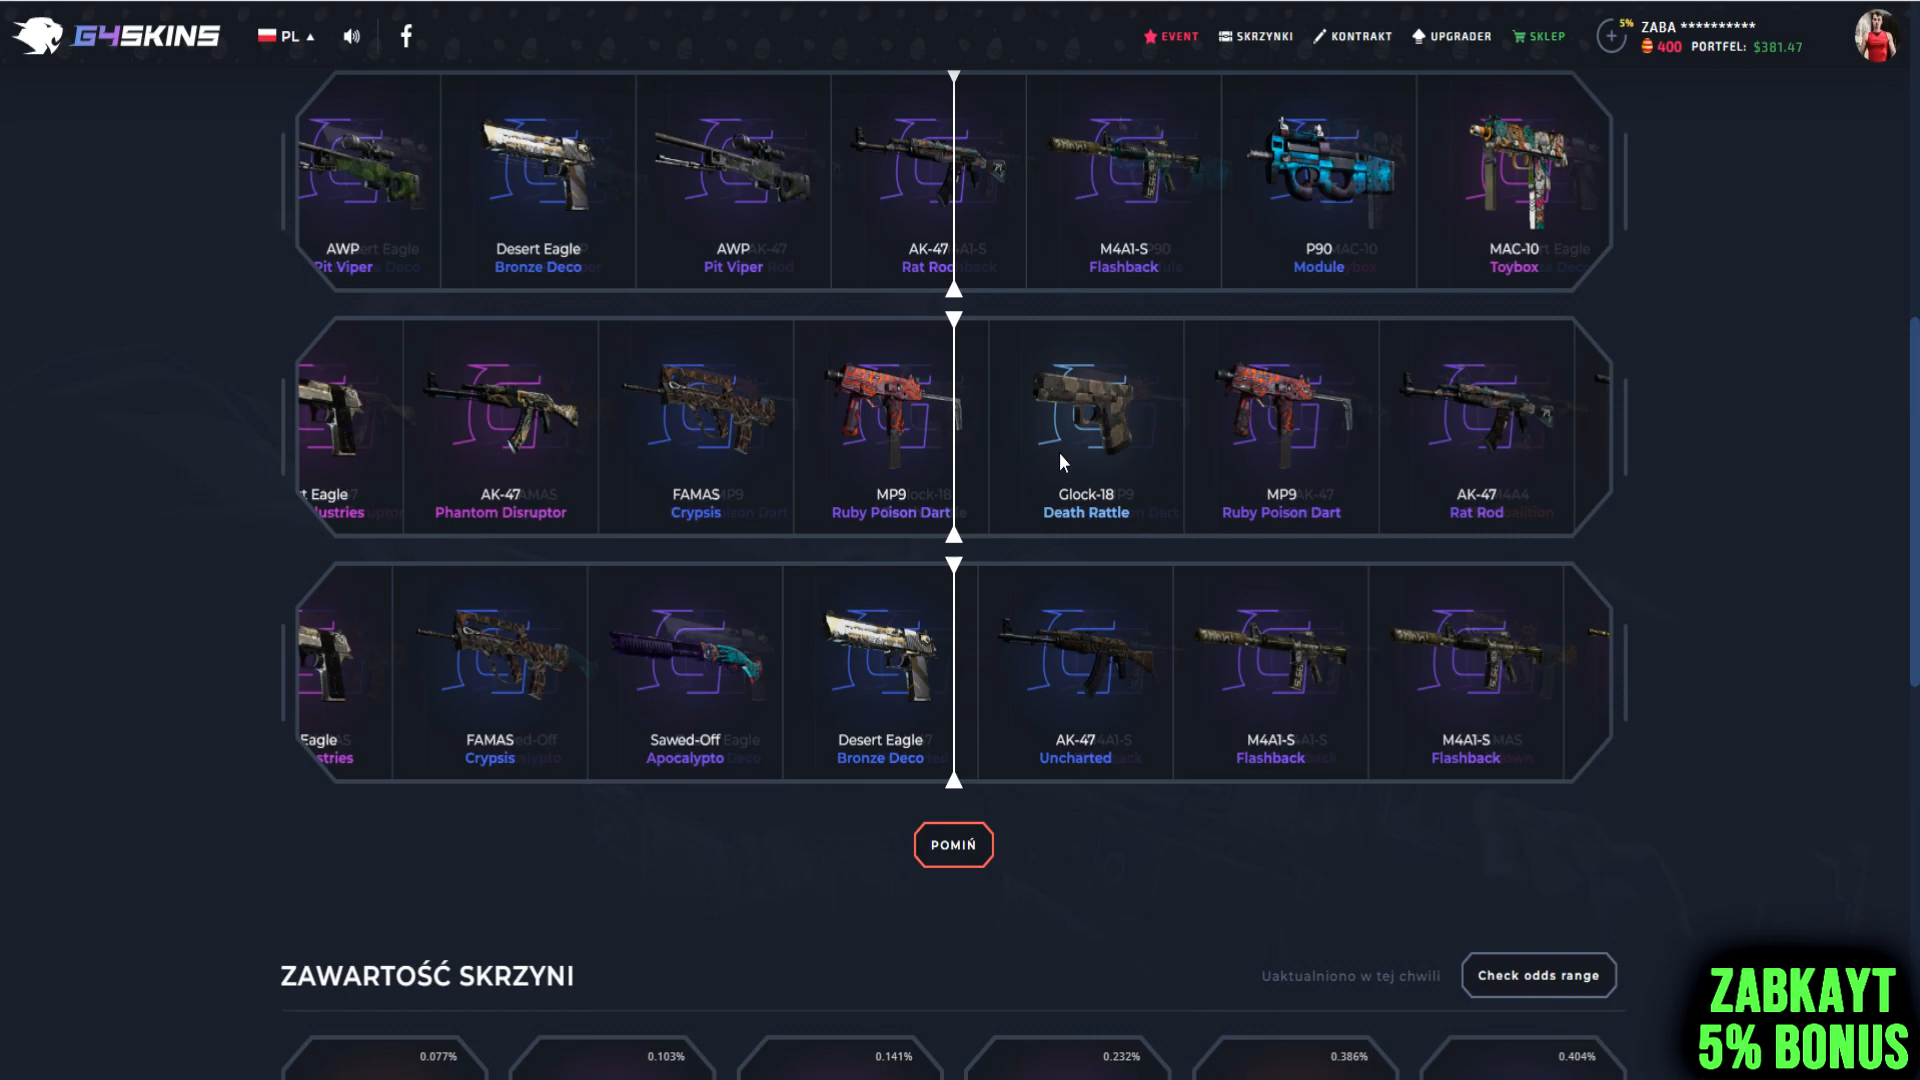 G4SKINS
PL
EVENT
SKRZYNKI
KONTRAKT
UPGRADER
SKLEP
5%
ZABA **********
400 PORTFEL: $381.47
AWP
Pit Viper
Desert Eagle
Bronze Deco
AWP
Pit Viper
AK-47
Rat Rod
M4A1-S
Flashback
P90
Module
MAC-10
Toybox
t Eagle
ustries
AK-47
Phantom Disruptor
FAMAS
Crypsis
MP9
Ruby Poison Dart
Glock-18
Death Rattle
MP9
Ruby Poison Dart
AK-47
Rat Rod
Eagle
stries
FAMAS
Crypsis
Sawed-Off
Apocalypto
Desert Eagle
Bronze Deco
AK-47
Uncharted
M4A1-S
Flashback
M4A1-S
Flashback
POMIŃ
ZAWARTOŚĆ SKRZYNI
Uaktualniono w tej chwili
Check odds range
0.077%
0.103%
0.141%
0.232%
0.386%
0.404%
ZABKAYT
5% BONUS